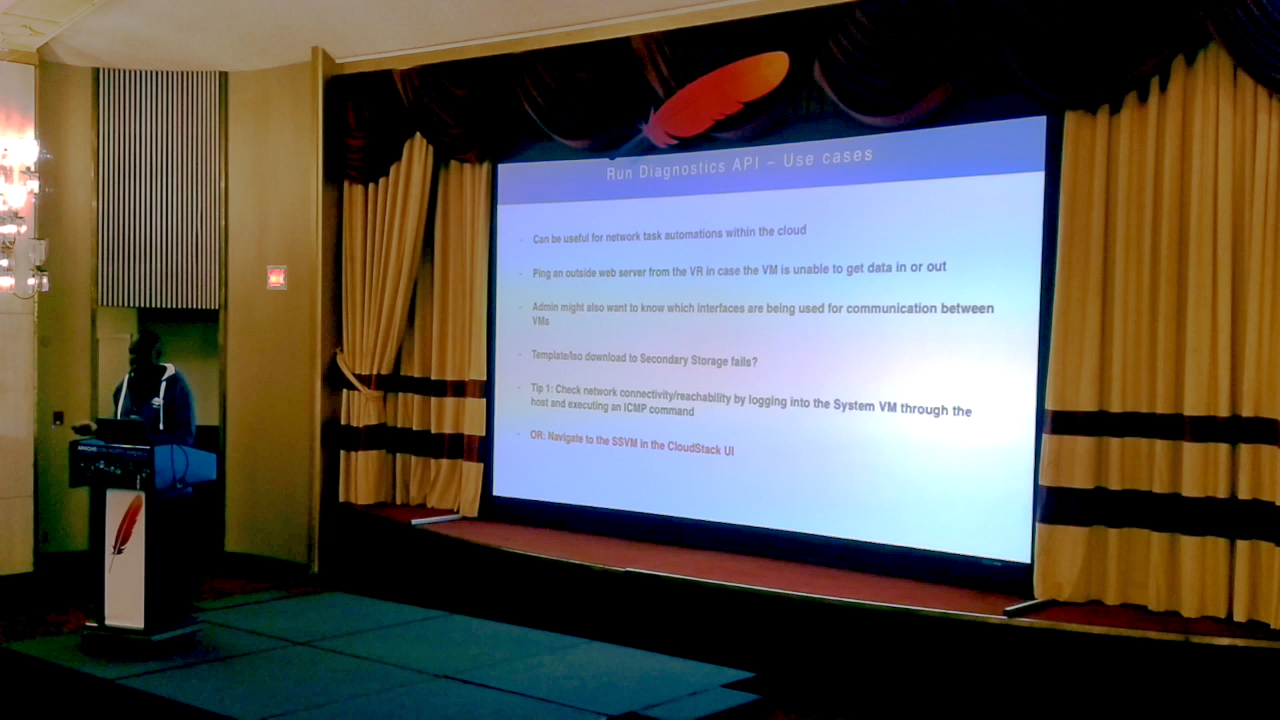 Run Diagnostics API – Use cases
- Can be useful for network task automations within the cloud
- Ping an outside web server from the VR in case the VM is unable to get data in or out
- Admin might also want to know which interfaces are being used for communication between
VMs
- Template/iso download to Secondary Storage fails?
- Tip 1: Check network connectivity/reachability by logging into the System VM through the
host and executing an ICMP command
- OR: Navigate to the SSVM in the CloudStack UI
APACHE